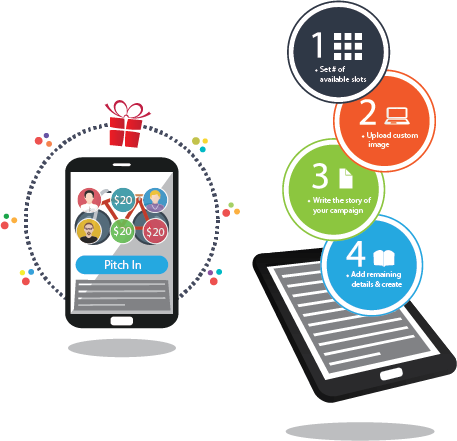 1
• Set # of
available slots
2
• Upload custom
image
3
• Write the story of
your campaign
4
• Add remaining
details & create
$20
$20
$20
Pitch In